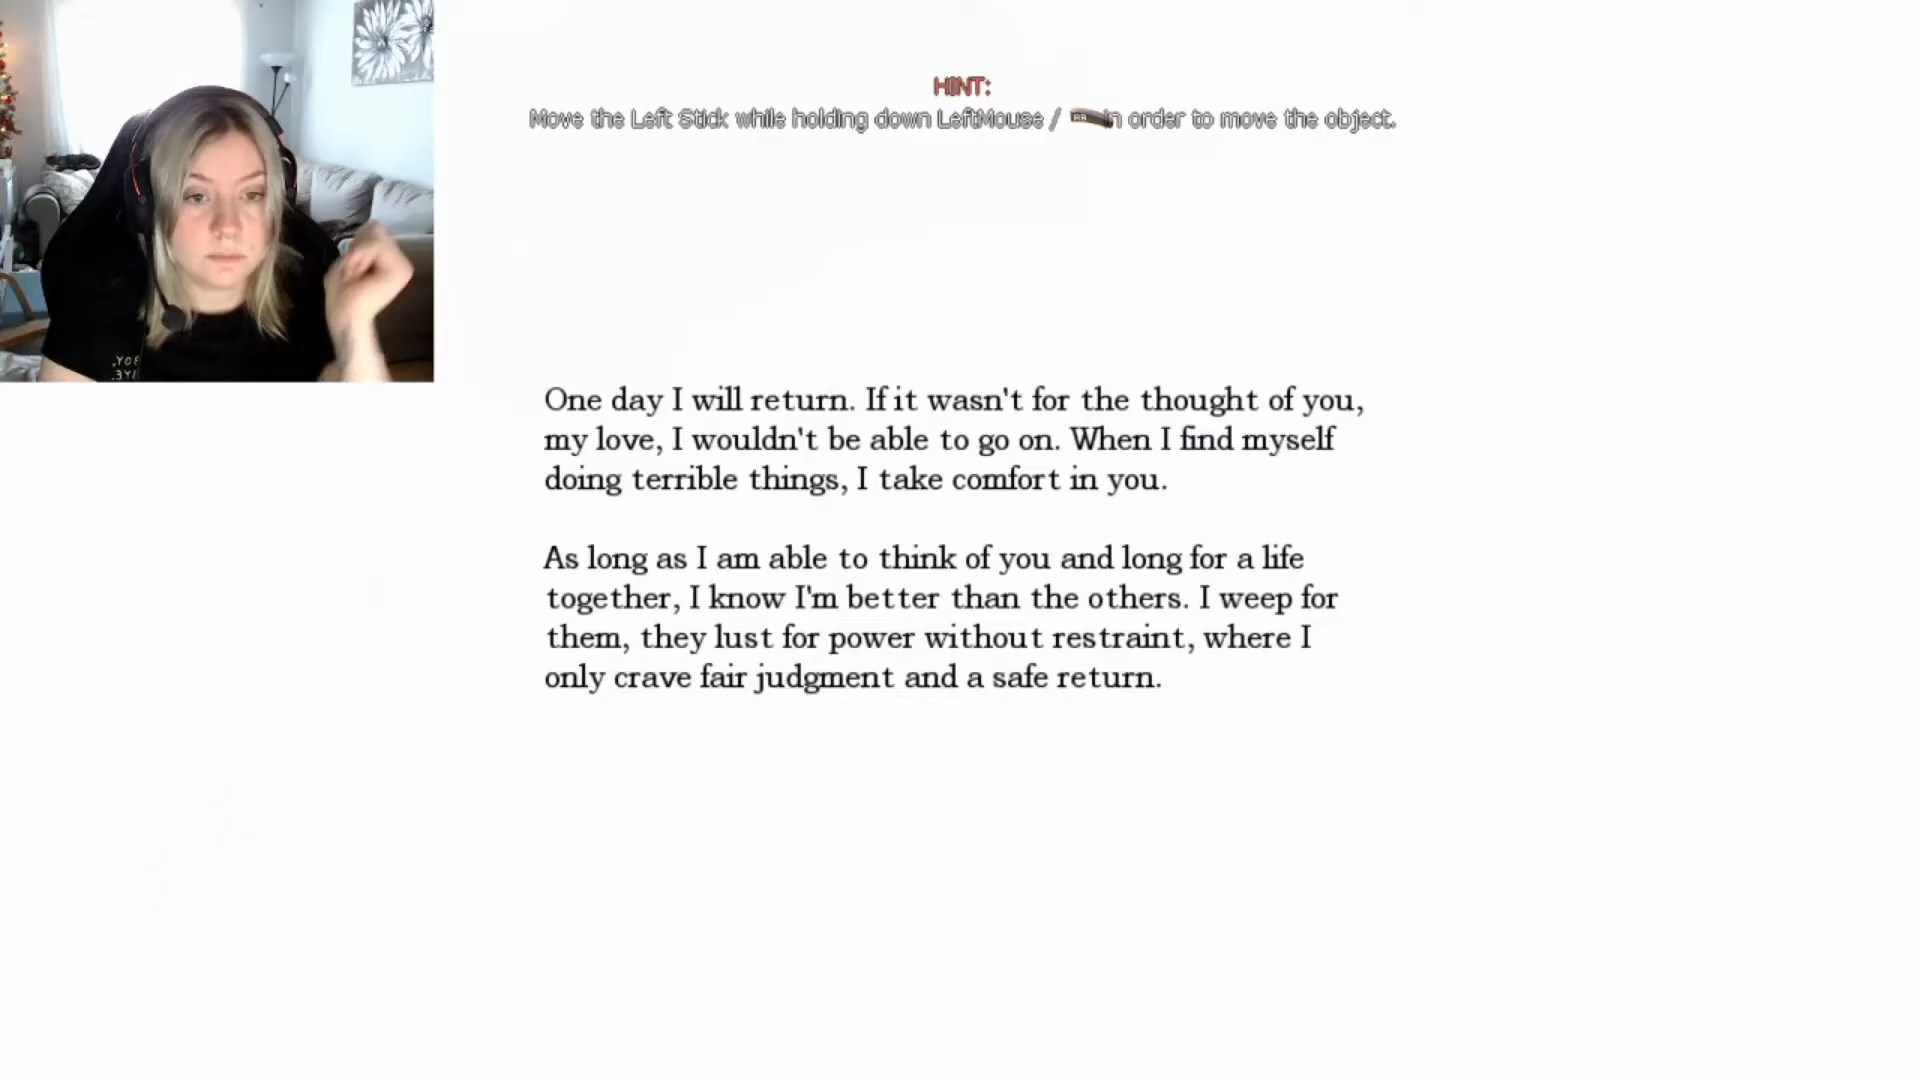 HINT:
Move the Left Stick while holding down LeftMouse / RB in order to move the object.
One day I will return. If it wasn't for the thought of you,
my love, I wouldn't be able to go on. When I find myself
doing terrible things, I take comfort in you.
As long as I am able to think of you and long for a life
together, I know I'm better than the others. I weep for
them, they lust for power without restraint, where I
only crave fair judgment and a safe return.